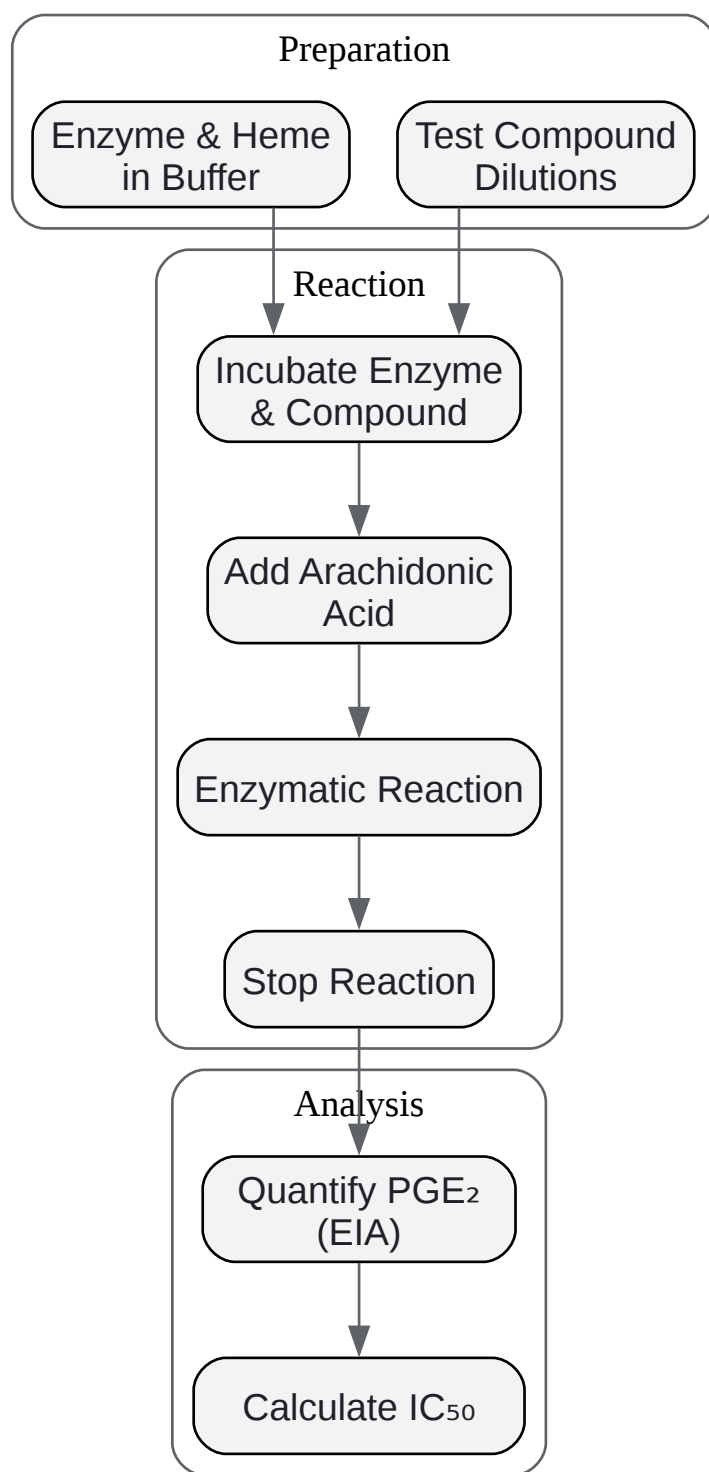 Preparation
Enzyme & Heme
in Buffer
Test Compound
Dilutions
Reaction
Incubate Enzyme
& Compound
Add Arachidonic
Acid
Enzymatic Reaction
Stop Reaction
Analysis
Quantify PGE₂
(EIA)
Calculate IC₅₀